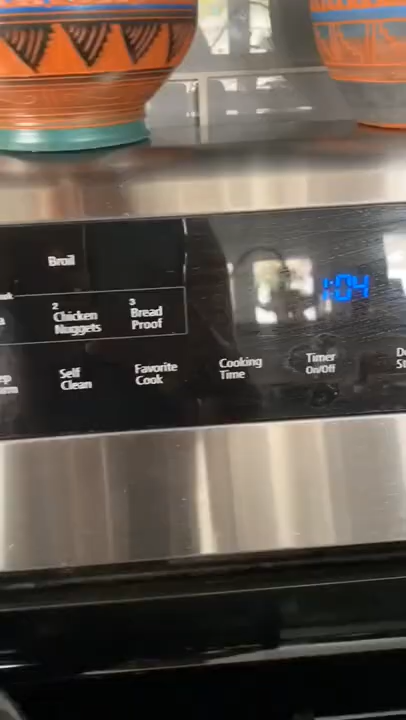 Broil
1:04
2
Chicken
Nuggets
3
Bread
Proof
Self
Clean
Favorite
Cook
Cooking
Time
Timer
On/Off